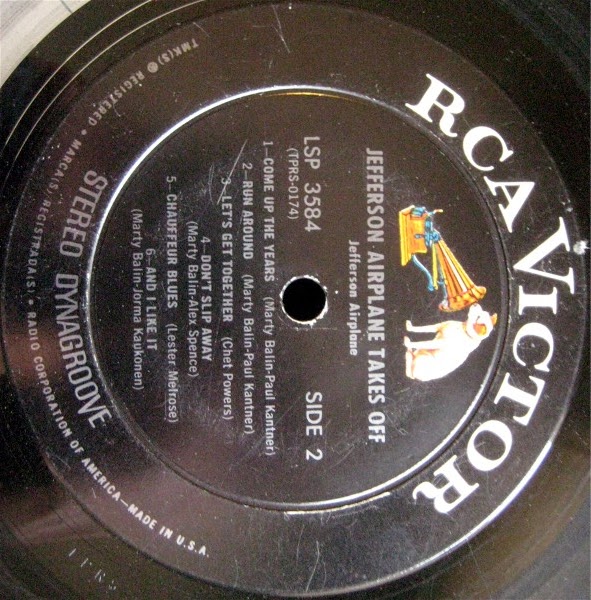 RCA VICTOR
JEFFERSON AIRPLANE TAKES OFF
Jefferson Airplane
LSP 3584
(TPRS-0174)
SIDE 2
1-COME UP THE YEARS (Marty Balin-Paul Kantner)
2-RUN AROUND (Marty Balin-Paul Kantner)
3-LET'S GET TOGETHER (Chet Powers)
4-DON'T SLIP AWAY
(Marty Balin-Alex Spence)
5-CHAUFFEUR BLUES (Lester Melrose)
6-AND I LIKE IT
(Marty Balin-Jorma Kaukonen)
STEREO DYNAGROOVE
TMK(S) ® REGISTERED • MARCA(S) REGISTRADA(S) • RADIO CORPORATION OF AMERICA—MADE IN U.S.A.